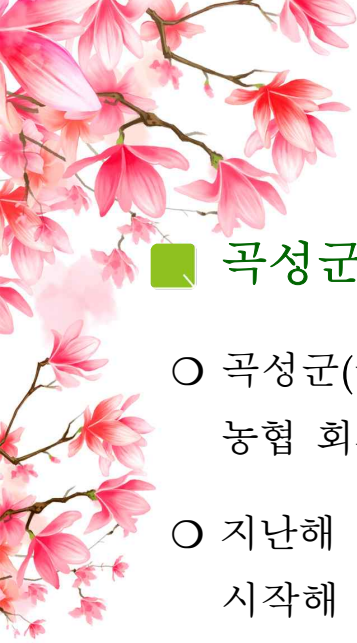 곡성군
❍ 곡성군(
농협 회
❍ 지난해
시작해